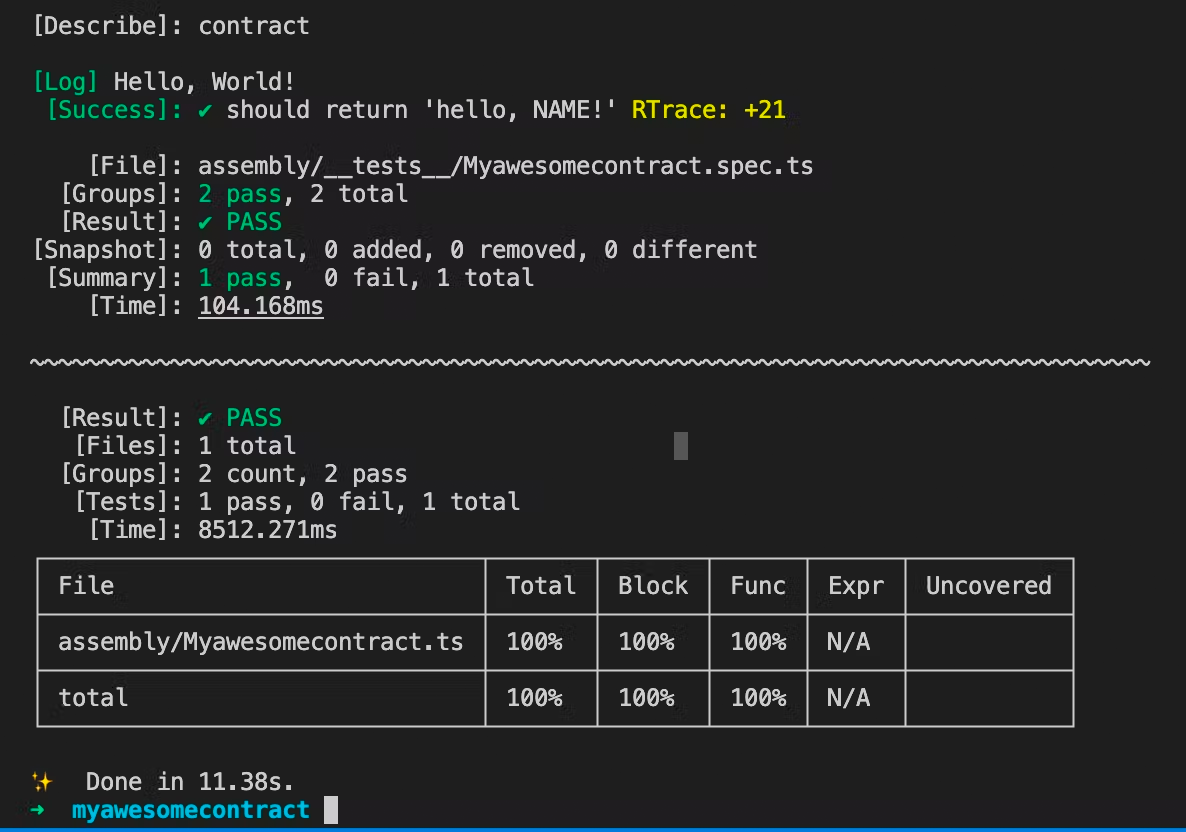 [Describe]: contract
[Log] Hello, World!
[Success]: ✔ should return 'hello, NAME!' RTrace: +21
[File]: assembly/__tests__/Myawesomecontract.spec.ts
[Groups]: 2 pass, 2 total
[Result]: ✔ PASS
[Snapshot]: 0 total, 0 added, 0 removed, 0 different
[Summary]: 1 pass,  0 fail, 1 total
[Time]: 104.168ms
[Result]: ✔ PASS
[Files]: 1 total
[Groups]: 2 count, 2 pass
[Tests]: 1 pass, 0 fail, 1 total
[Time]: 8512.271ms
File Total Block Func Expr Uncovered
assembly/Myawesomecontract.ts 100% 100% 100% N/A
total 100% 100% 100% N/A
✨  Done in 11.38s.
➜  myawesomecontract